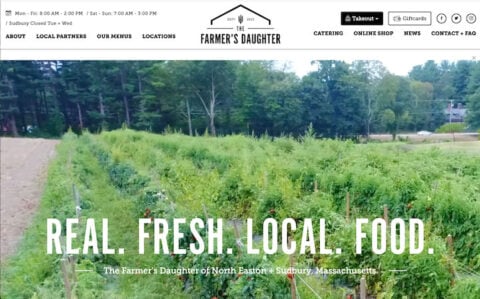 Mon - Fri: 8:00 AM - 2:00 PM / Sat - Sun: 7:00 AM - 3:00 PM
/ Sudbury Closed Tue + Wed
THE
FARMER'S DAUGHTER
Takeout
Giftcards
ABOUT LOCAL PARTNERS OUR MENUS LOCATIONS
CATERING ONLINE SHOP NEWS CONTACT + FAQ
REAL. FRESH. LOCAL. FOOD.
The Farmer's Daughter of North Easton + Sudbury, Massachusetts.